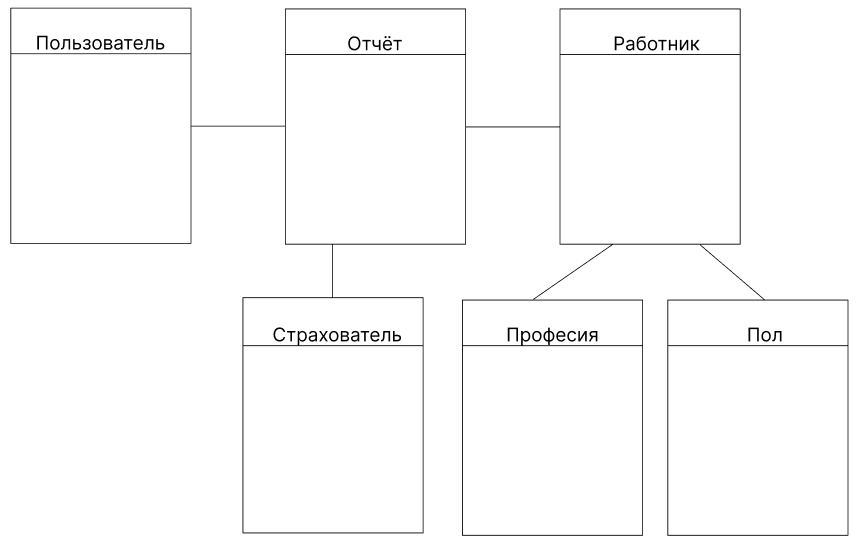 Пользователь
Отчёт
Работник
Страхователь
Професия
Пол